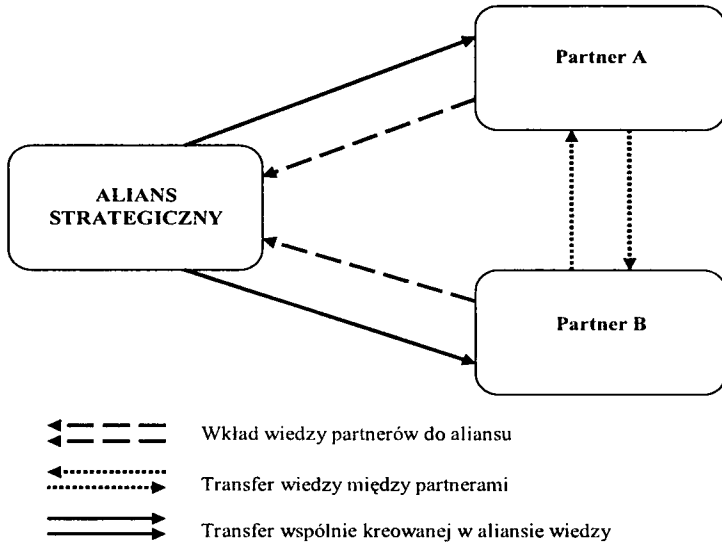 Partner A
ALIANS
STRATEGICZNY
Partner B
Wkład wiedzy partnerów do aliansu
Transfer wiedzy między partnerami
Transfer wspólnie kreowanej w aliansie wiedzy